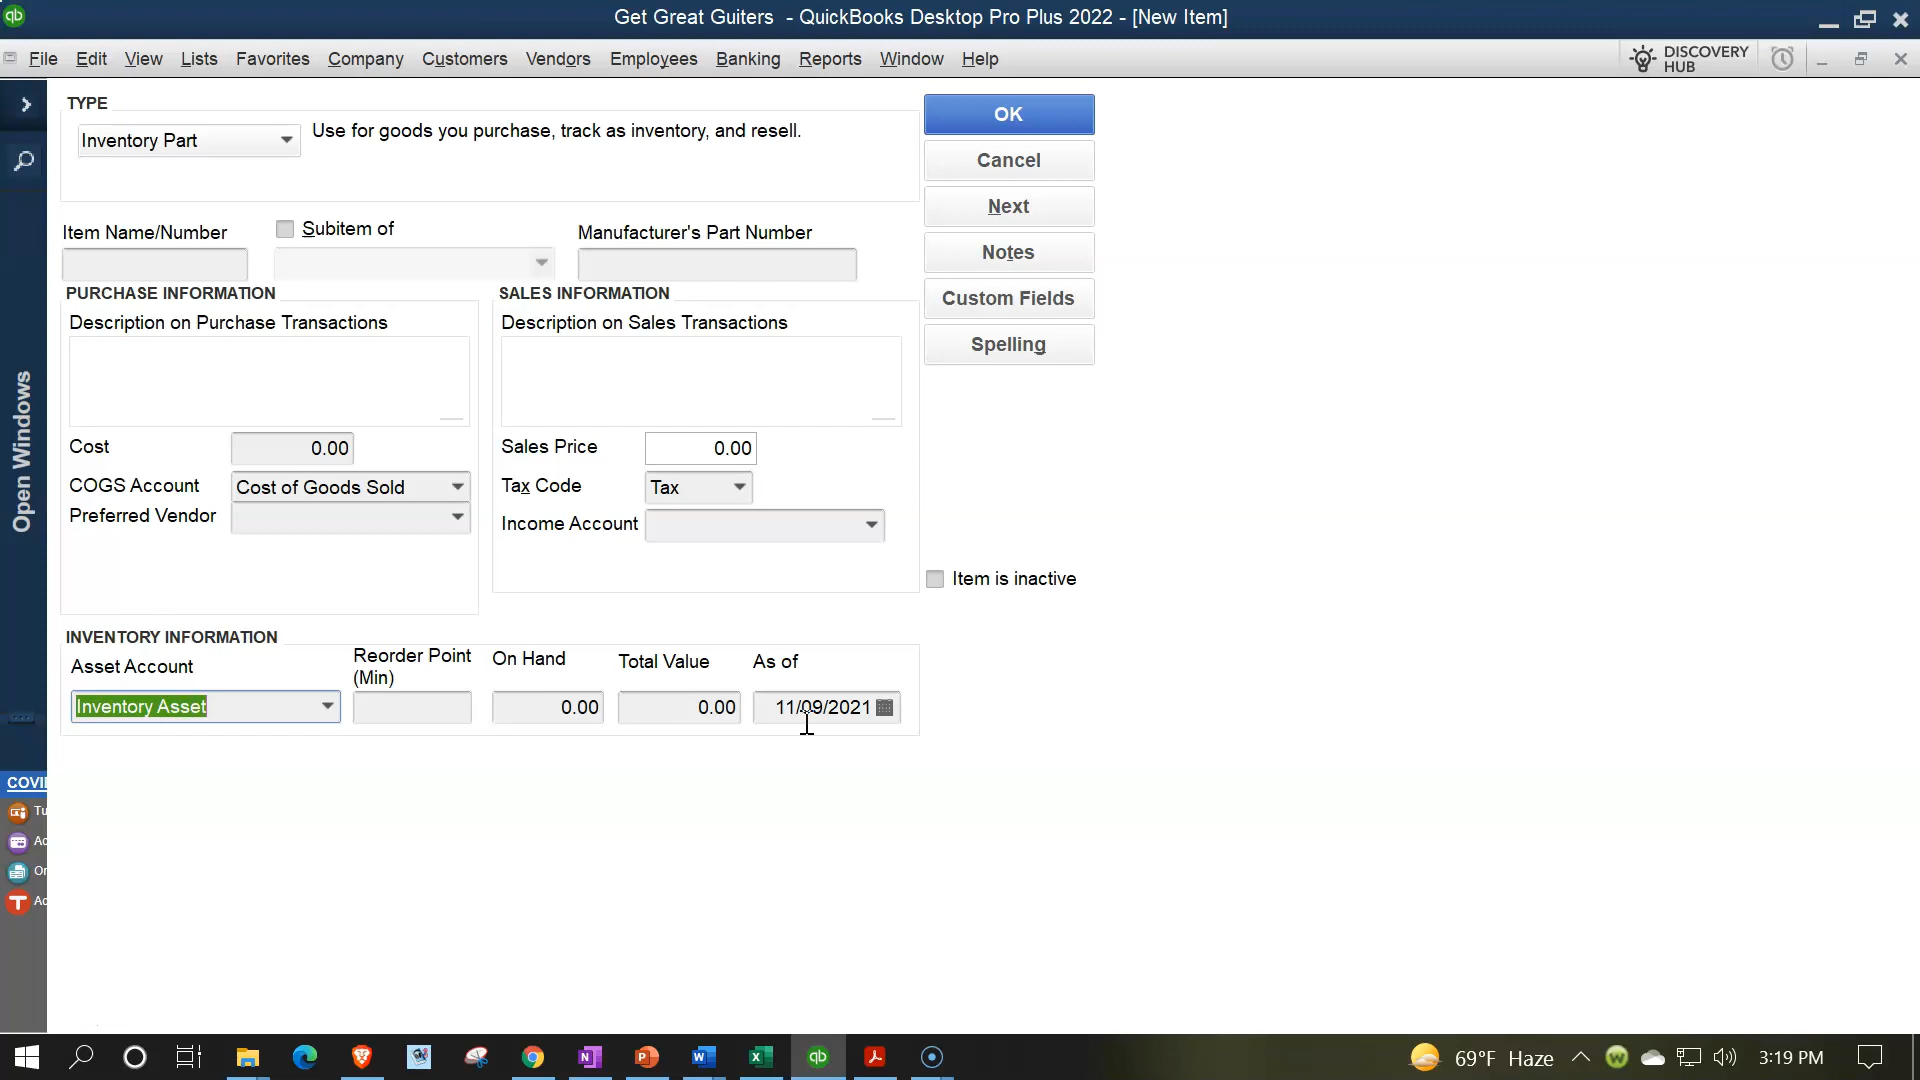 qb
Get Great Guiters - QuickBooks Desktop Pro Plus 2022 - [New Item]
File Edit View Lists Favorites Company Customers Vendors Employees Banking Reports Window Help
DISCOVERY
HUB
TYPE
Inventory Part
Use for goods you purchase, track as inventory, and resell.
OK
Cancel
Next
Notes
Custom Fields
Spelling
Item Name/Number
Subitem of
Manufacturer's Part Number
PURCHASE INFORMATION
Description on Purchase Transactions
Cost 0.00
COGS Account Cost of Goods Sold
Preferred Vendor
SALES INFORMATION
Description on Sales Transactions
Sales Price 0.00
Tax Code Tax
Income Account
Item is inactive
INVENTORY INFORMATION
Asset Account
Inventory Asset
Reorder Point
(Min)
On Hand
0.00
Total Value
0.00
As of
11/09/2021
Open Windows
COVI
Tu
Ac
Or
Ac
69°F Haze
3:19 PM